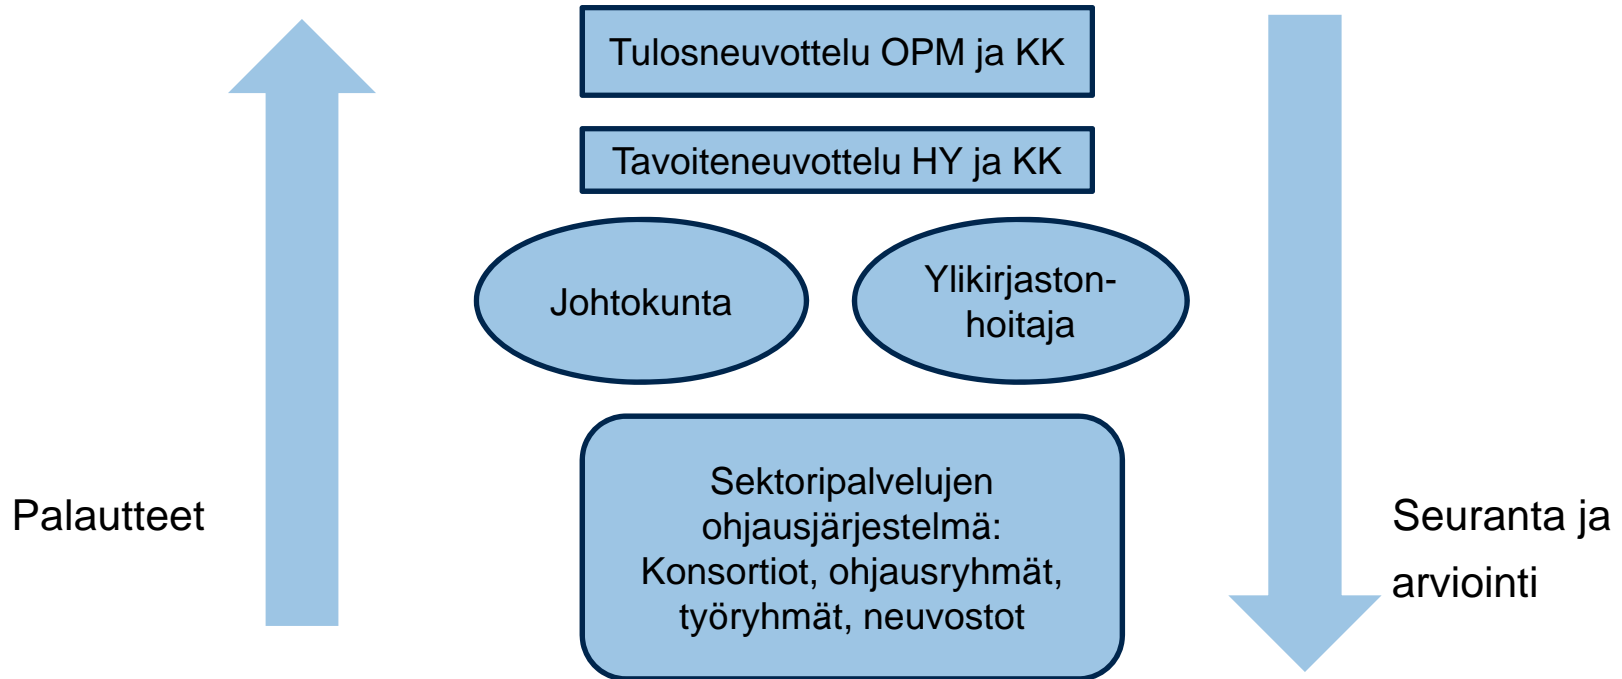 Tulosneuvottelu OPM ja KK
Tavoiteneuvottelu HY ja KK
Johtokunta
Ylikirjaston-
hoitaja
Sektoripalvelujen
ohjausjärjestelmä:
Konsortiot, ohjausryhmät,
työryhmät, neuvostot
Palautteet
Seuranta ja
arviointi